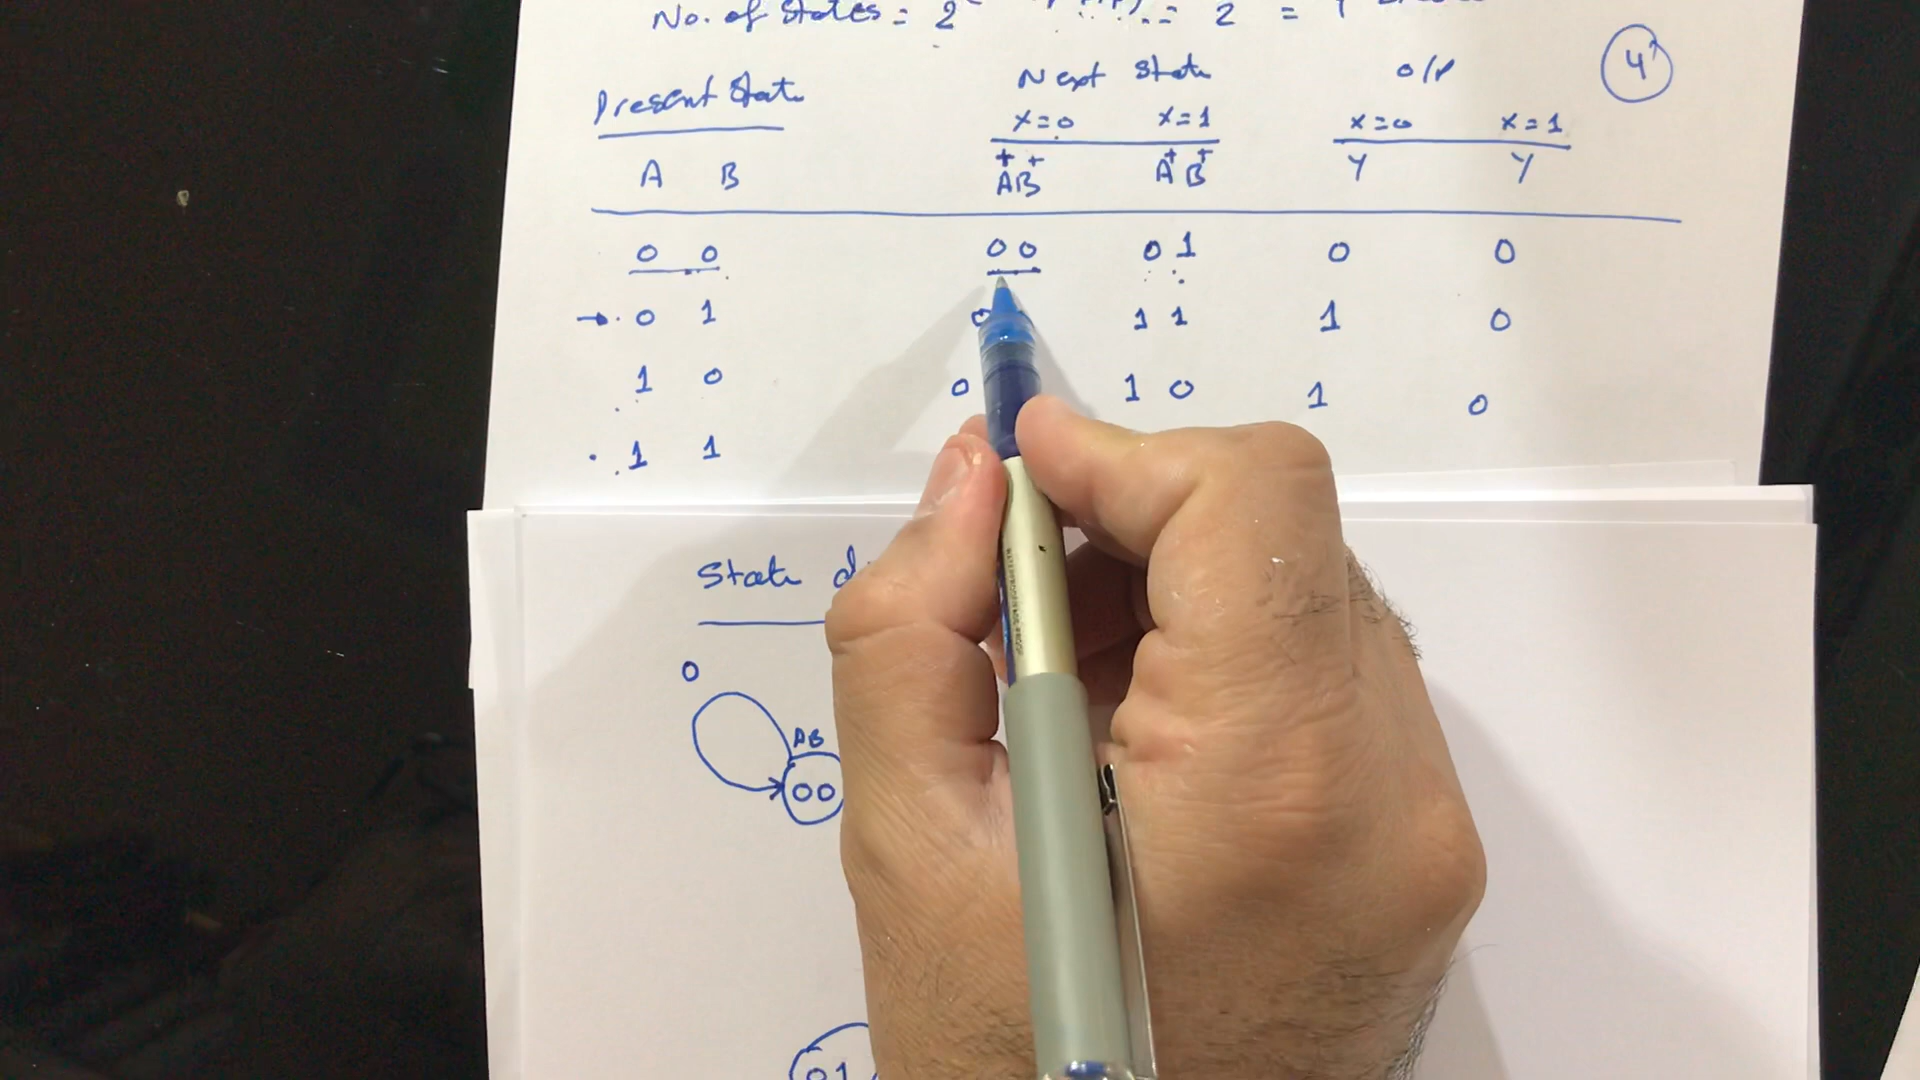 No. of States = 2 = 2 =
4
Present State Next State o/p
x=0 x=1 x=0 x=1
A B A⁺B⁺ A⁺B⁺ Y Y
0 0 0 0 0 1 0 0
→ 0 1 0 1 1 1 0
1 0 0 1 0 1 0
1 1
State
0
AB
00
01